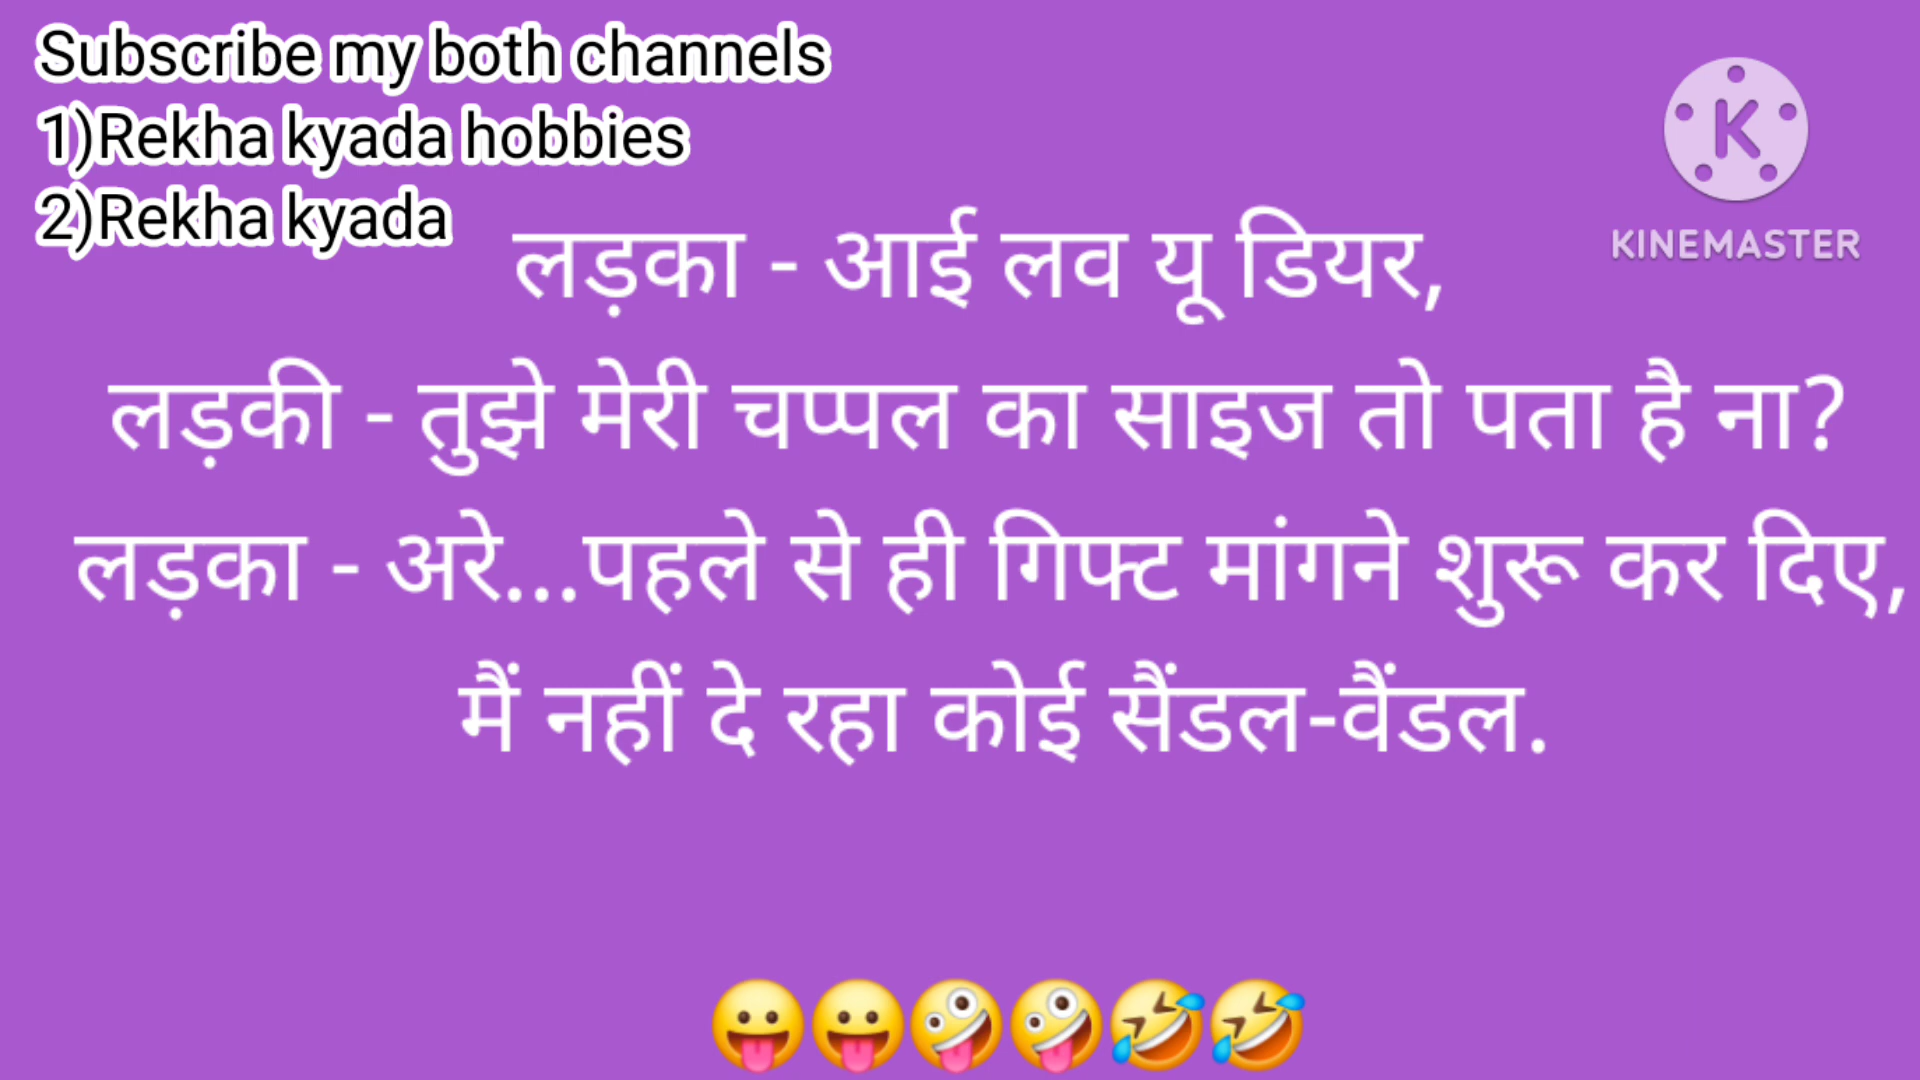 Subscribe my both channels
1)Rekha kyada hobbies
2)Rekha kyada
K
KINEMASTER
लड़का - आई लव यू डियर,
लड़की - तुझे मेरी चप्पल का साइज तो पता है ना?
लड़का - अरे...पहले से ही गिफ्ट मांगने शुरू कर दिए,
मैं नहीं दे रहा कोई सैंडल-वैंडल.
😛😛🤪🤪🤣🤣